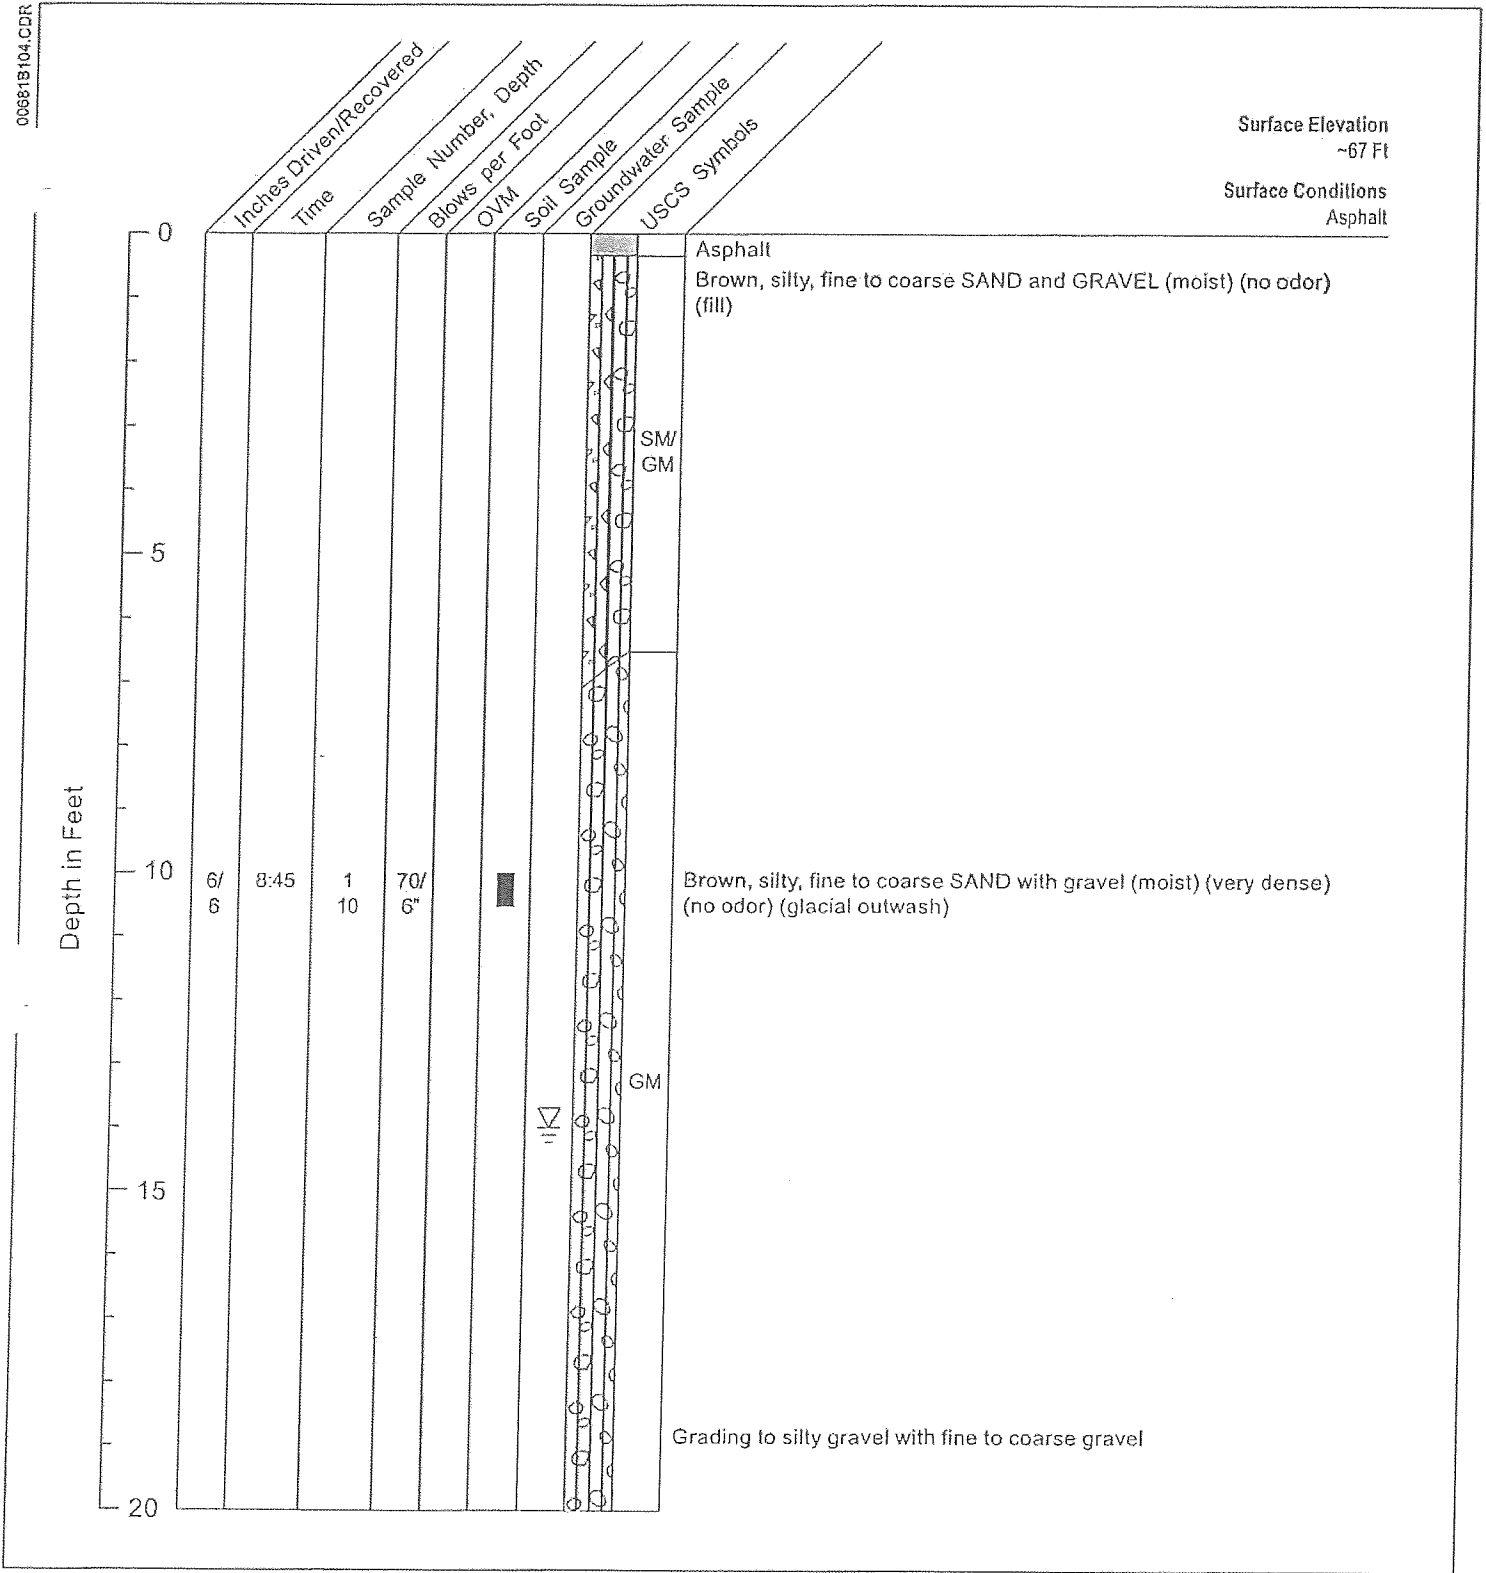 00681B104.CDR
Inches Driven/Recovered
Time
Sample Number, Depth
Blows per Foot
OVM
Soil Sample
Groundwater Sample
USCS Symbols
Surface Elevation
~67 Ft
Surface Conditions
Asphalt
0
Asphalt
Brown, silty, fine to coarse SAND and GRAVEL (moist) (no odor)
(fill)
SM/
GM
5
Depth in Feet
10
6/
6
8:45
1
10
70/
6"
Brown, silty, fine to coarse SAND with gravel (moist) (very dense)
(no odor) (glacial outwash)
GM
15
Grading to silty gravel with fine to coarse gravel
20